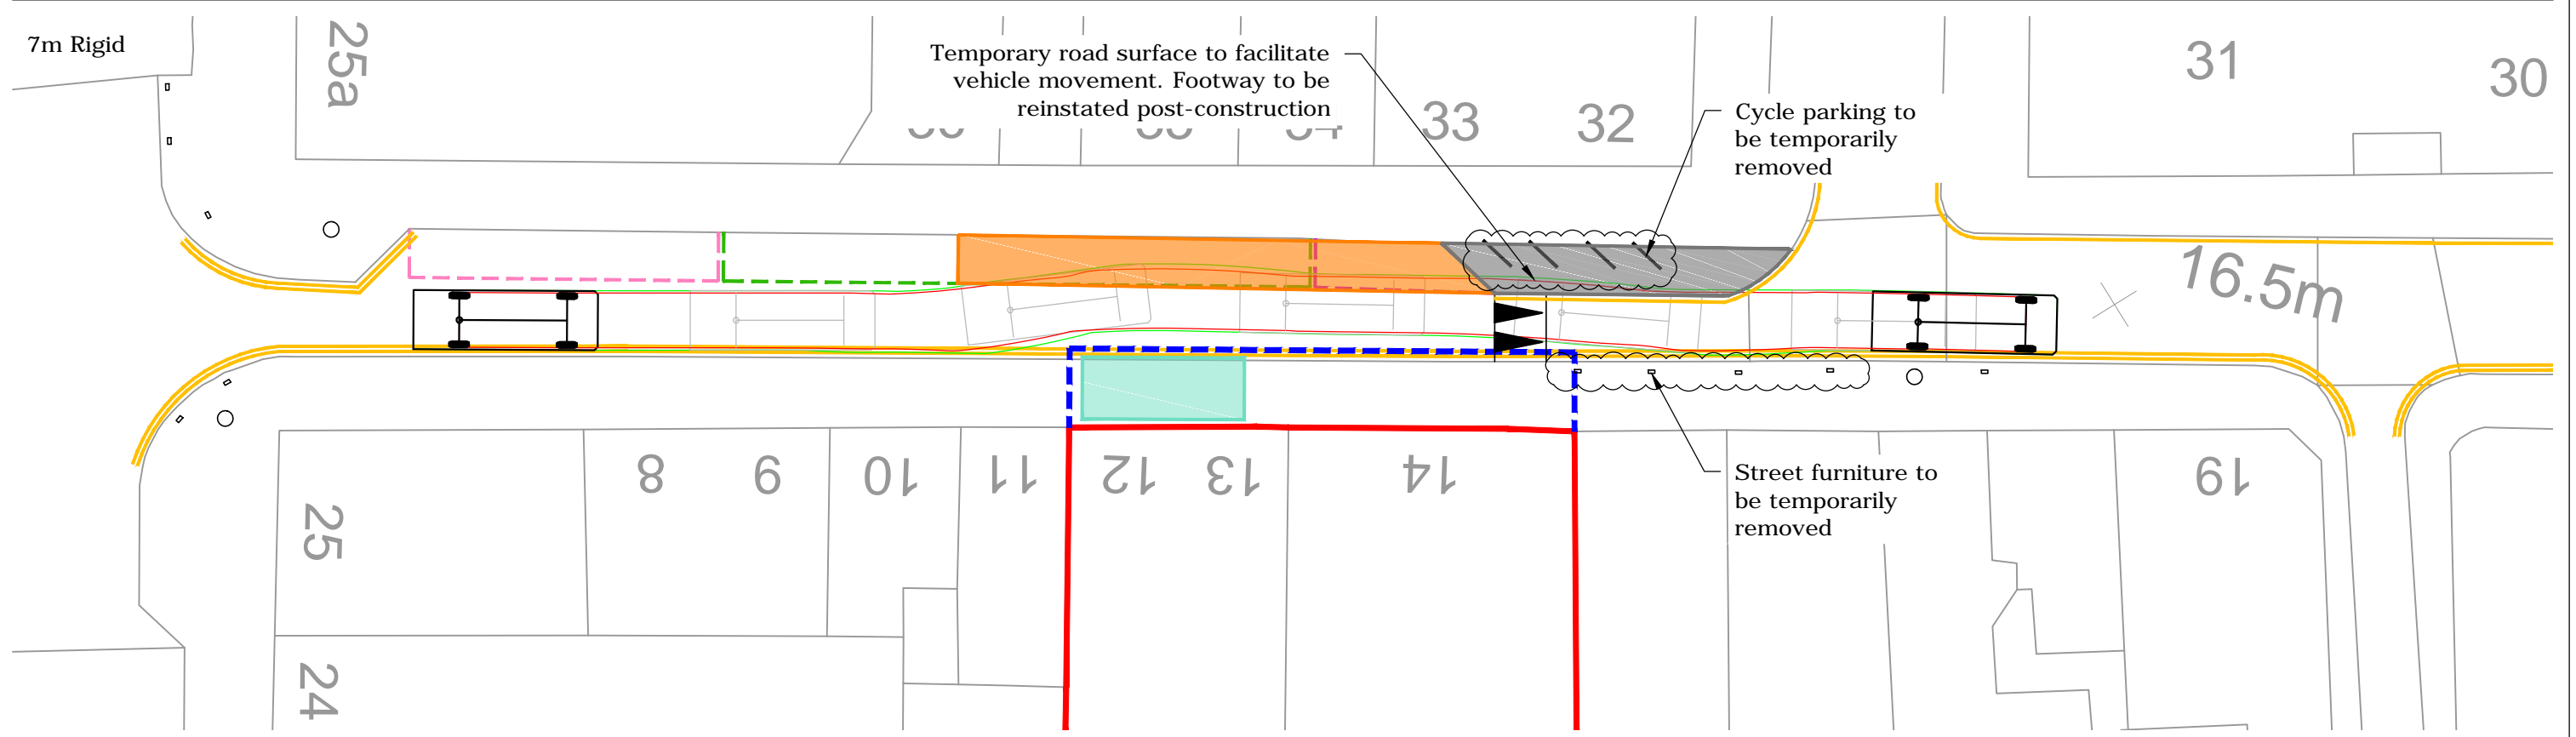 7m Rigid
25a
Temporary road surface to facilitate
vehicle movement. Footway to be
reinstated post-construction
33
32
Cycle parking to
be temporarily
removed
31
30
16.5m
8
9
10
11
12
13
14
19
25
24
Street furniture to
be temporarily
removed